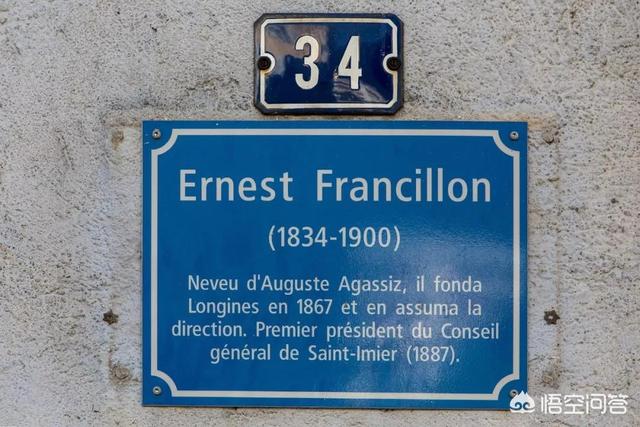 34
Ernest Francillon
(1834-1900)
Neveu d'Auguste Agassiz, il fonda
Longines en 1867 et en assuma la
direction. Premier président du Conseil
général de Saint-Imier (1887).
悟空问答